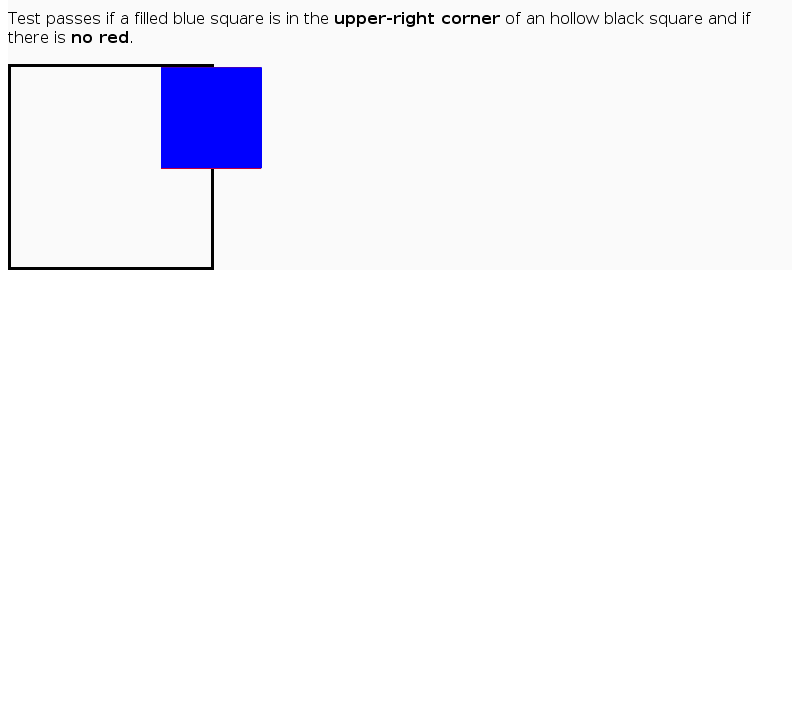 Test passes if a filled blue square is in the upper-right corner of an hollow black square and if
there is no red.